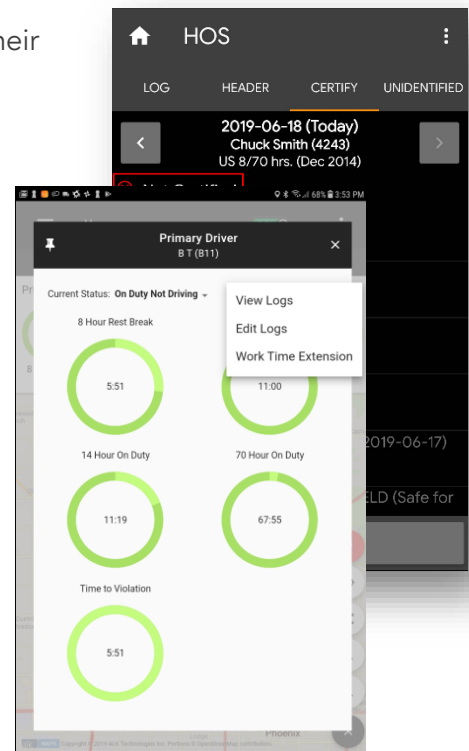 heir
HOS
LOG HEADER CERTIFY UNIDENTIFIED
2019-06-18 (Today)
Chuck Smith (4243)
US 8/70 hrs. (Dec 2014)
68% 3:53 PM
Primary Driver
B T (B11)
Current Status: On Duty Not Driving
View Logs
Edit Logs
Work Time Extension
8 Hour Rest Break
5:51
11:00
14 Hour On Duty
70 Hour On Duty
11:19
67:55
2019-06-17)
ELD (Safe for
Time to Violation
5:51
Phoenix